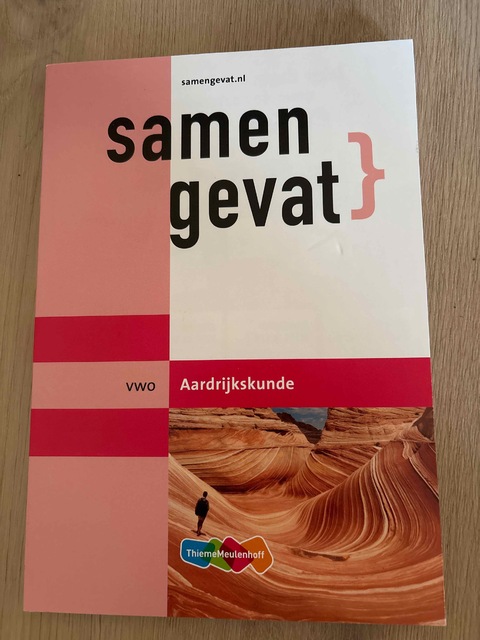 samengevat.nl
samen
gevat}
vwo
Aardrijkskunde
ThiemeMeulenhoff